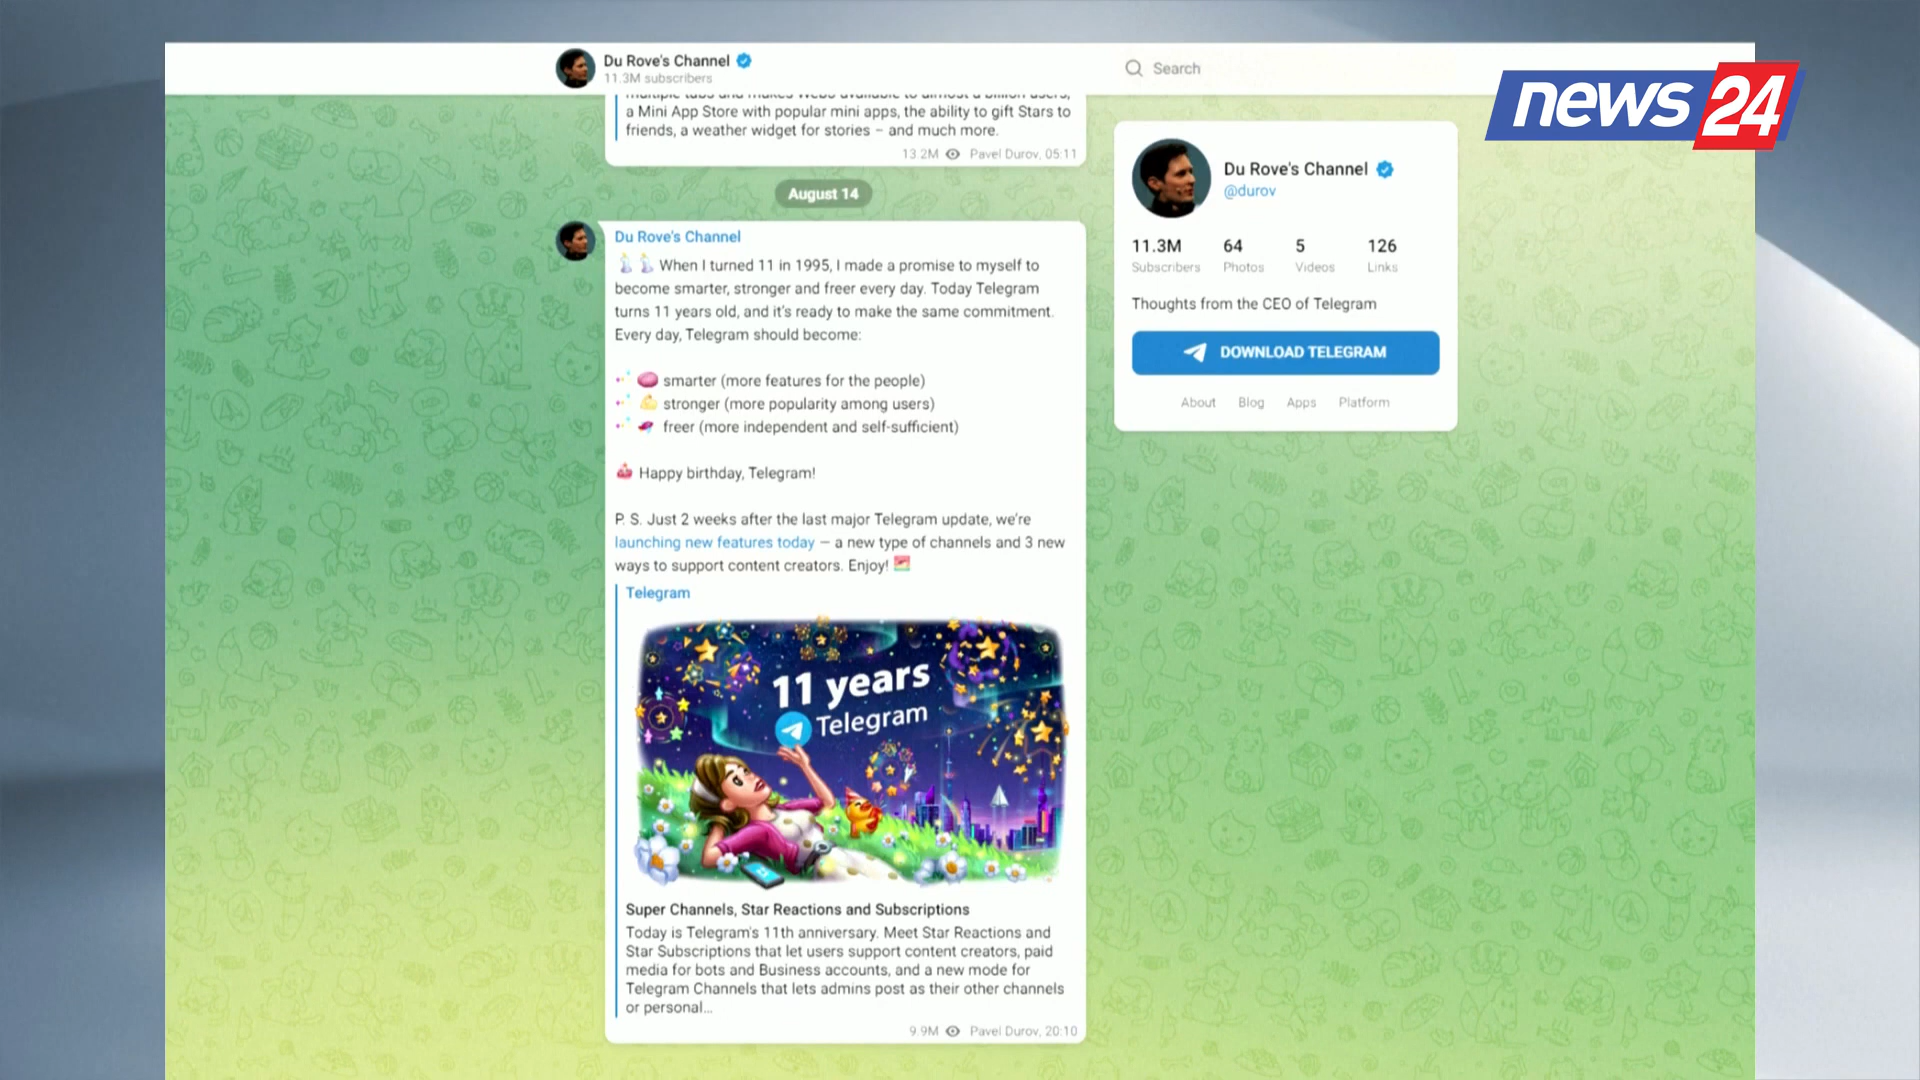 Du Rove's Channel
11.3M subscribers
Search
news 24
multiple tabs and makes Web3 available to almost a billion users,
a Mini App Store with popular mini apps, the ability to gift Stars to
friends, a weather widget for stories – and much more.
13.2M Pavel Durov, 05:11
August 14
Du Rove's Channel
When I turned 11 in 1995, I made a promise to myself to
become smarter, stronger and freer every day. Today Telegram
turns 11 years old, and it's ready to make the same commitment.
Every day, Telegram should become:
smarter (more features for the people)
stronger (more popularity among users)
freer (more independent and self-sufficient)
Happy birthday, Telegram!
P. S. Just 2 weeks after the last major Telegram update, we're
launching new features today – a new type of channels and 3 new
ways to support content creators. Enjoy!
Telegram
11 years
Telegram
Super Channels, Star Reactions and Subscriptions
Today is Telegram's 11th anniversary. Meet Star Reactions and
Star Subscriptions that let users support content creators, paid
media for bots and Business accounts, and a new mode for
Telegram Channels that lets admins post as their other channels
or personal...
9.9M Pavel Durov, 20:10
Du Rove's Channel
@durov
11.3M 64 5 126
Subscribers Photos Videos Links
Thoughts from the CEO of Telegram
DOWNLOAD TELEGRAM
About Blog Apps Platform